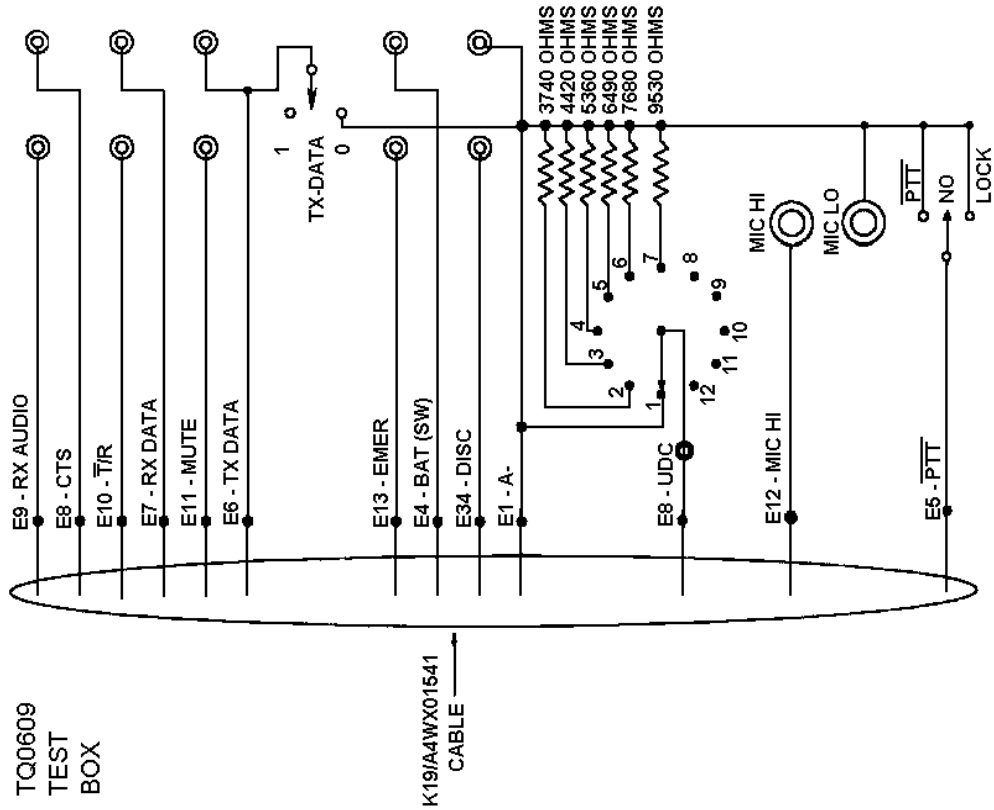 TQ0609
TEST
BOX
K19/A4WX01541
CABLE
E9 - RX AUDIO
E8 - CTS
E10 - T̅/R
E7 - RX DATA
E11 - MUTE
E6 - TX DATA
E13 - EMER
E4 - BAT (SW)
E34 - DISC
E1 - A-
E8 - UDC
E12 - MIC HI
E5 - P̅T̅T̅
1
0
TX-DATA
3740 OHMS
4420 OHMS
5360 OHMS
6490 OHMS
7680 OHMS
9530 OHMS
1
2
3
4
5
6
7
8
9
10
11
12
MIC HI
MIC LO
P̅T̅T̅
NO
LOCK